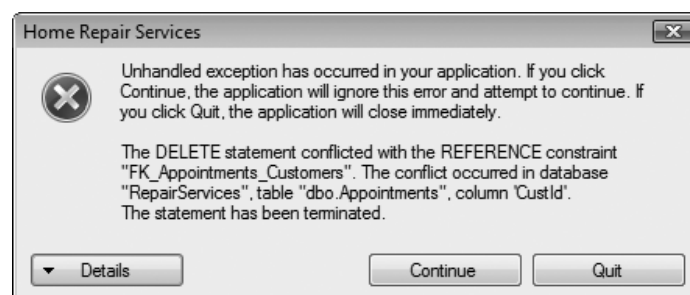 Home Repair Services
Unhandled exception has occurred in your application. If you click
Continue, the application will ignore this error and attempt to continue. If
you click Quit, the application will close immediately.
The DELETE statement conflicted with the REFERENCE constraint
"FK_Appointments_Customers". The conflict occurred in database
"RepairServices", table "dbo.Appointments", column 'CustId'.
The statement has been terminated.
Details
Continue
Quit